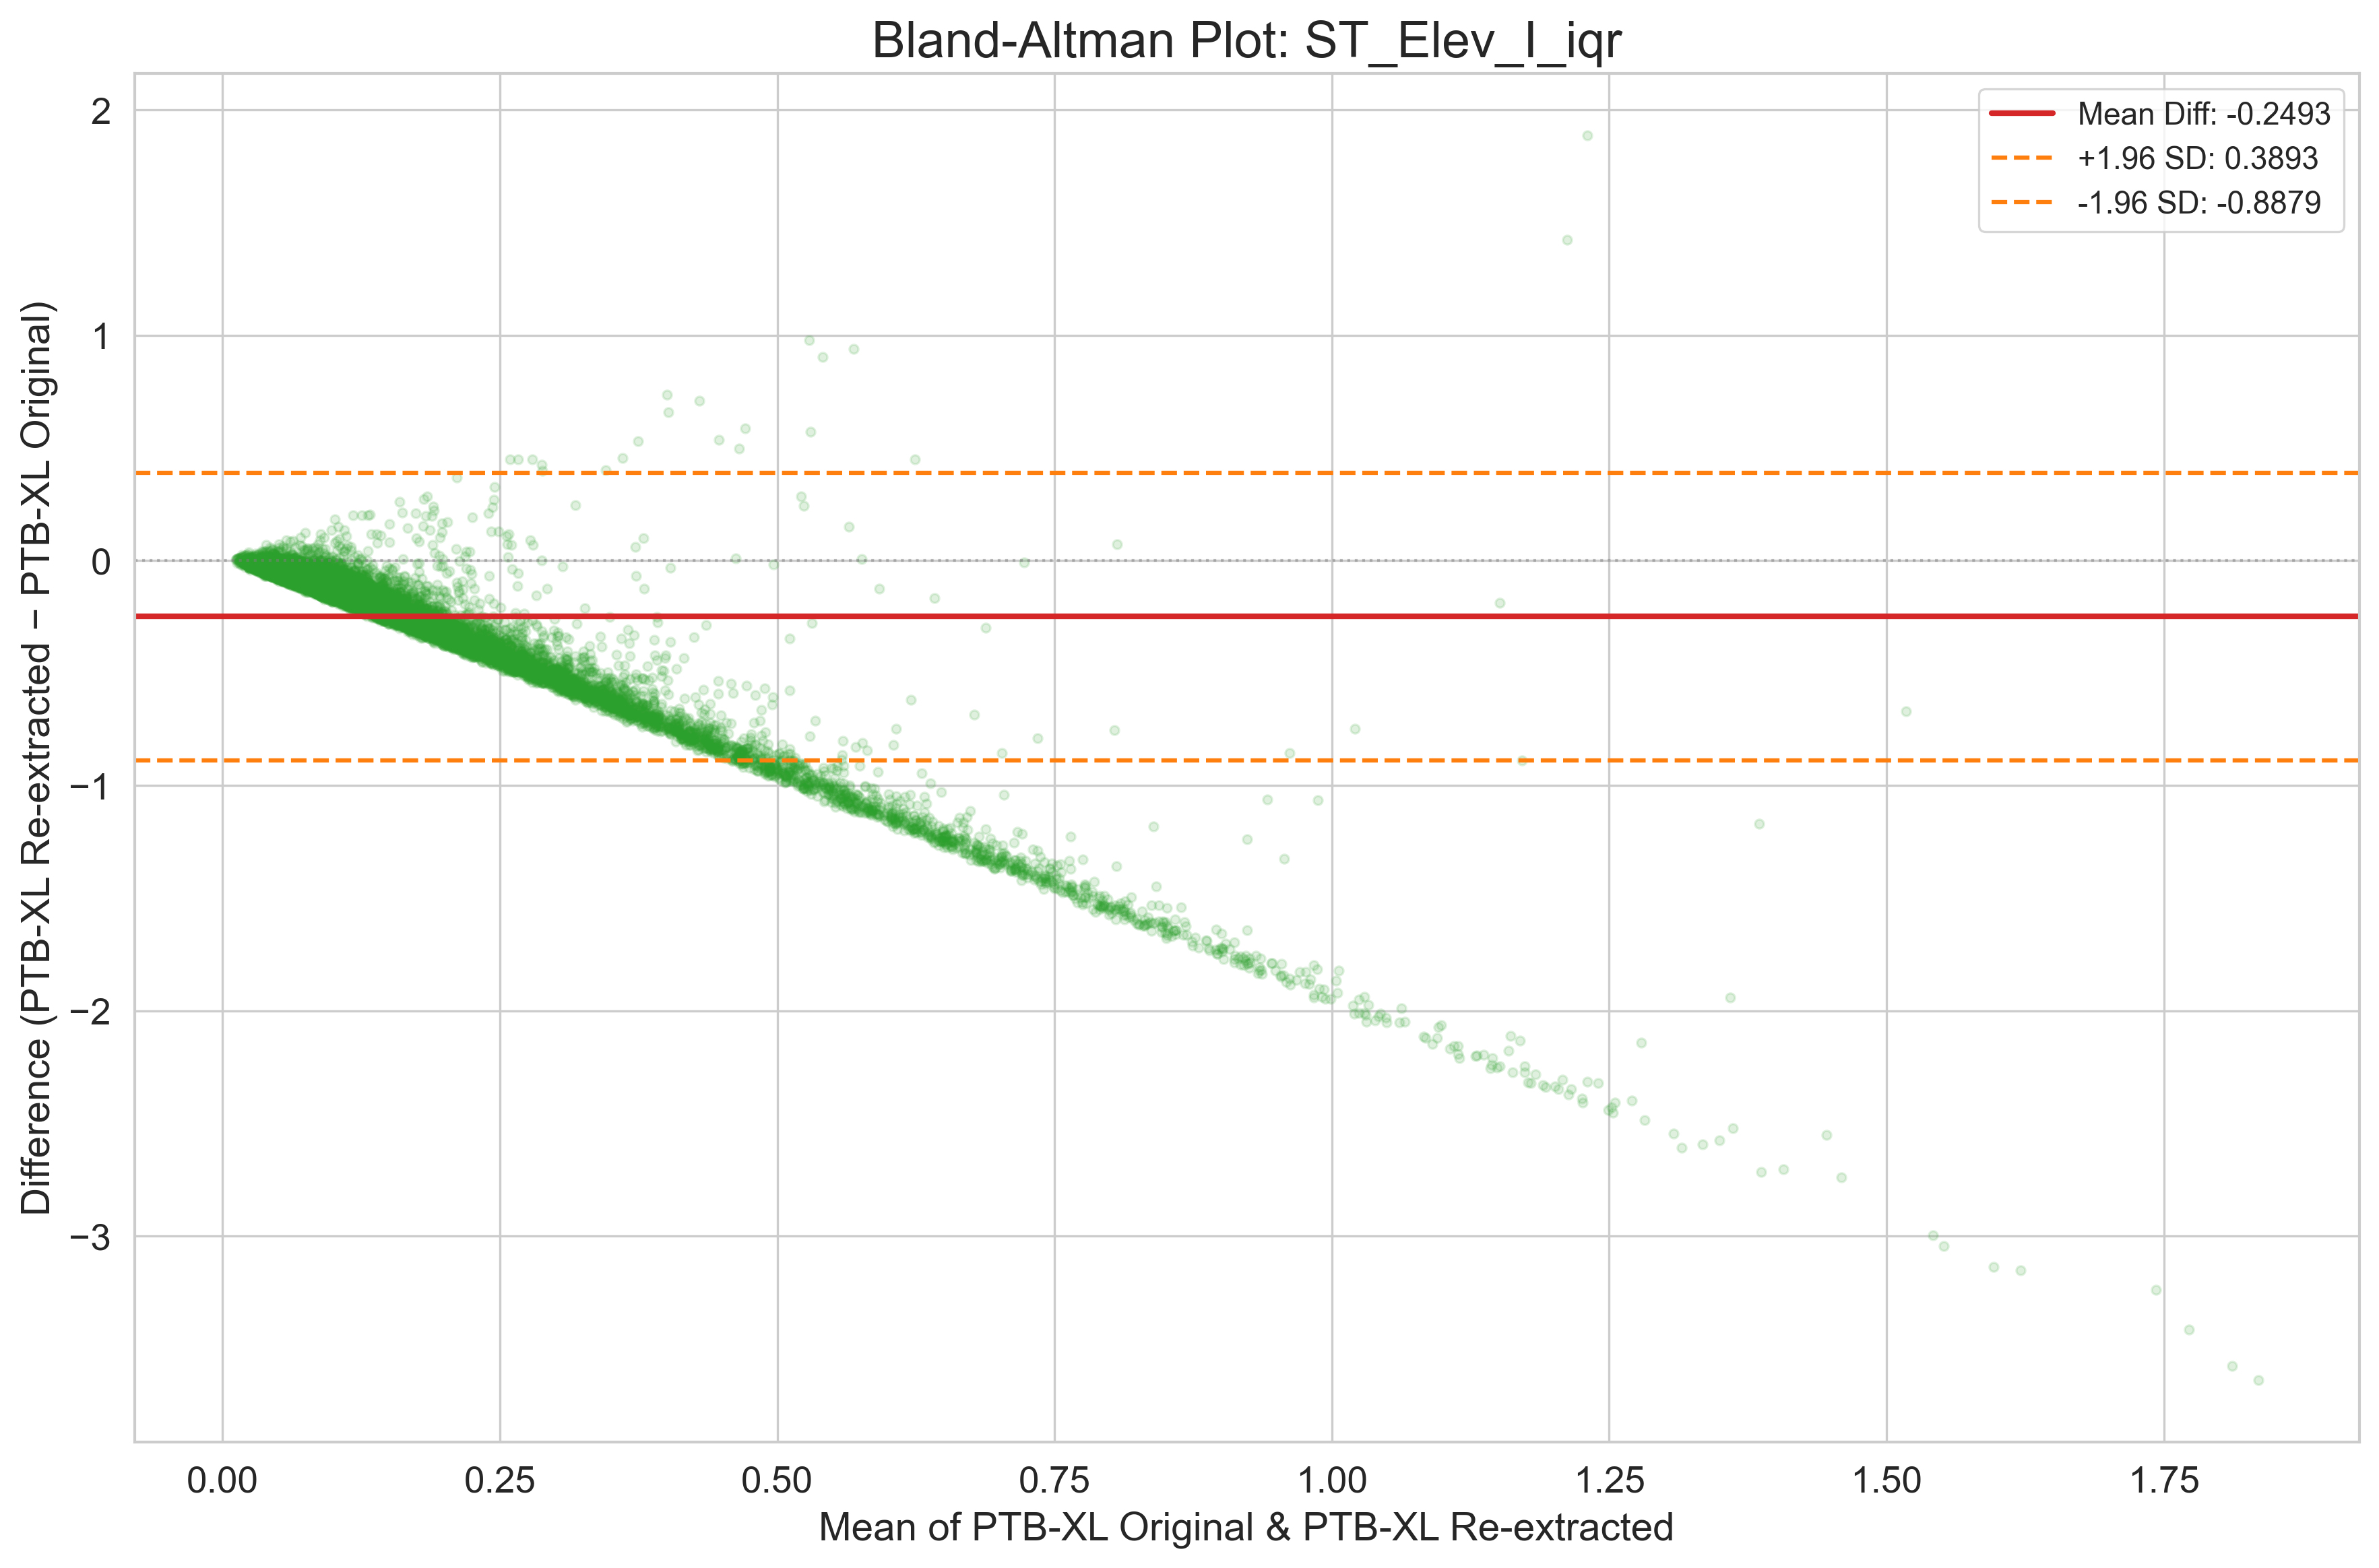 Bland-Altman Plot: ST_Elev_I_iqr
Mean Diff: -0.2493
+1.96 SD: 0.3893
-1.96 SD: -0.8879
Difference (PTB-XL Re-extracted − PTB-XL Original)
2
1
0
−1
−2
−3
0.00 0.25 0.50 0.75 1.00 1.25 1.50 1.75
Mean of PTB-XL Original & PTB-XL Re-extracted